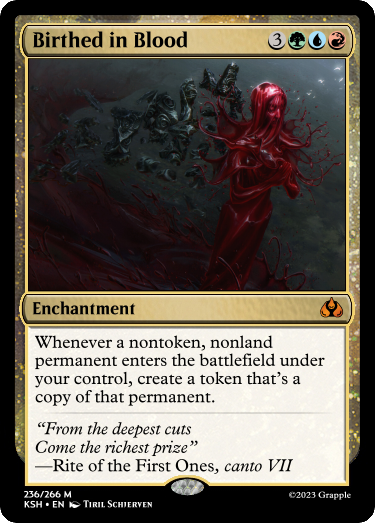 Birthed in Blood 3
Enchantment
Whenever a nontoken, nonland
permanent enters the battlefield under
your control, create a token that's a
copy of that permanent.
“From the deepest cuts
Come the richest prize”
—Rite of the First Ones, canto VII
236/266 M
KSH • EN Tiril Schjerven
©2023 Grapple